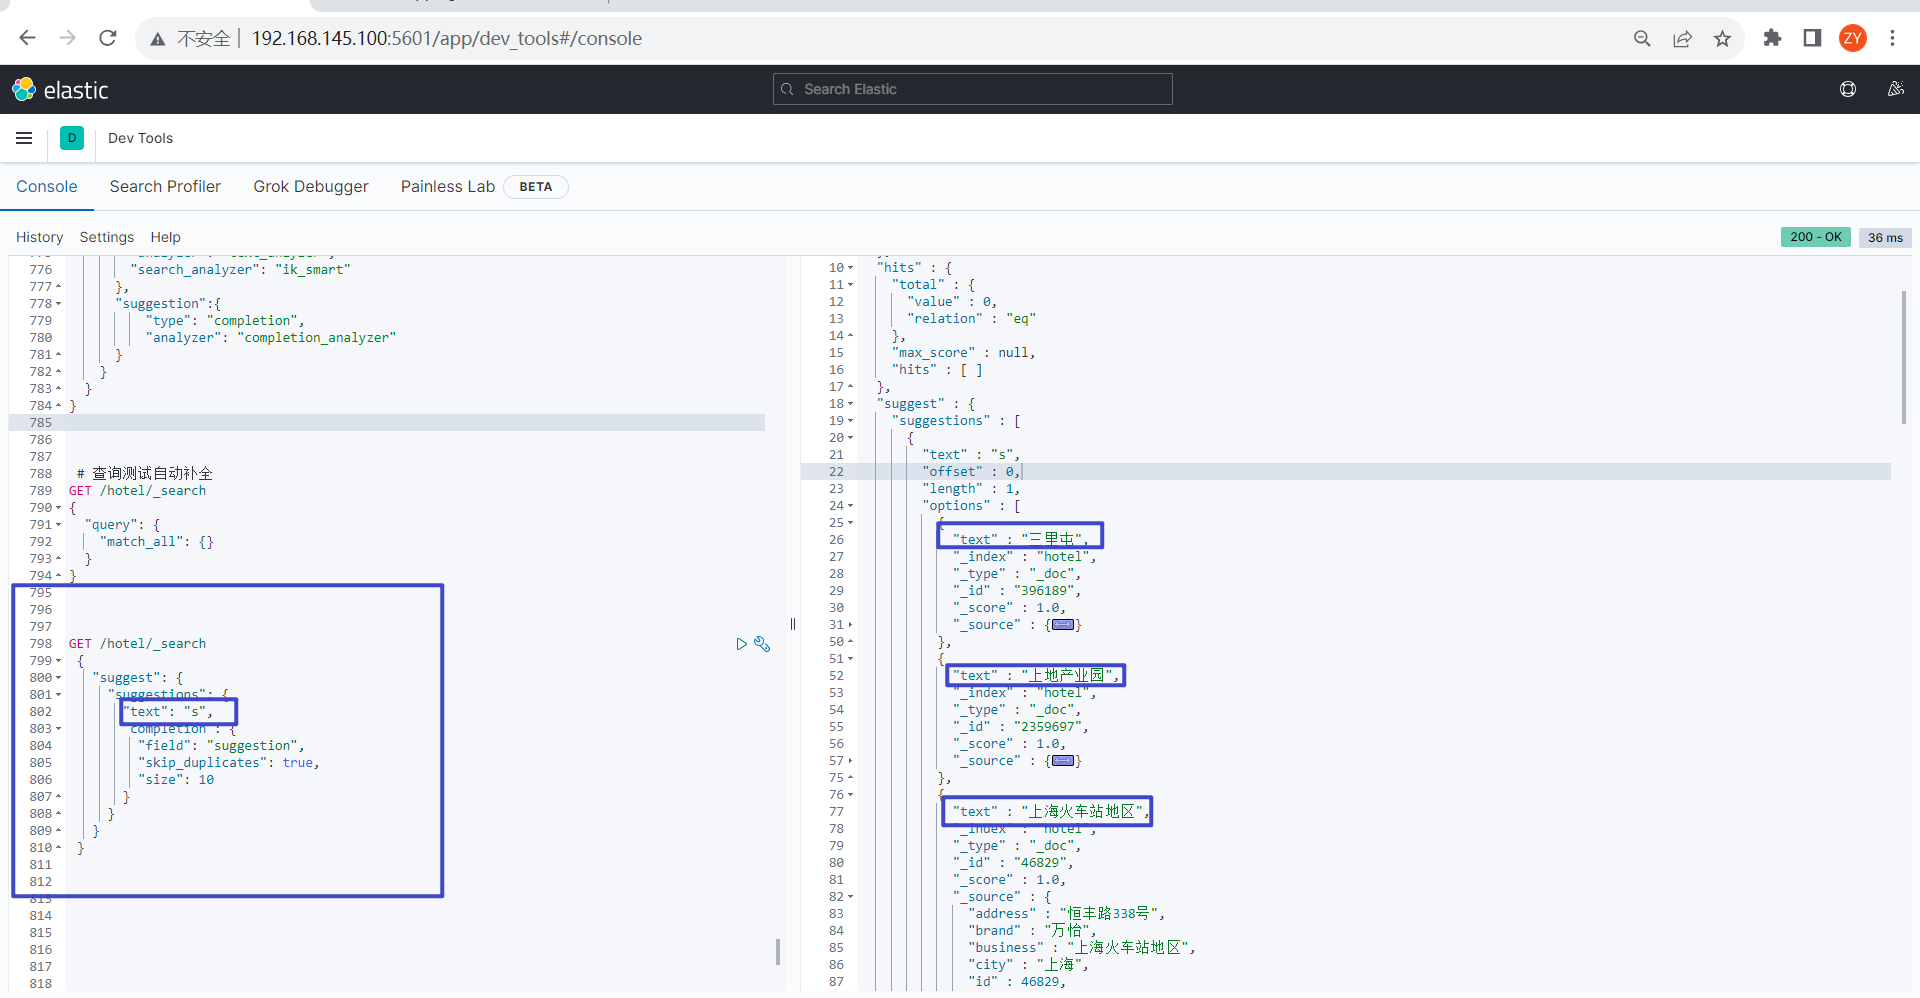 不安全 192.168.145.100:5601/app/dev_tools#/console
ZY
elastic
Search Elastic
D
Dev Tools
Console
Search Profiler
Grok Debugger
Painless Lab
BETA
History
Settings
Help
200 - OK
36 ms
776 "search_analyzer": "ik_smart"
777 },
778 "suggestion":{
779 "type": "completion",
780 "analyzer": "completion_analyzer"
781 }
782 }
783 }
784 }
785
786
787
788 # 查询测试自动补全
789 GET /hotel/_search
790 {
791 "query": {
792 "match_all": {}
793 }
794 }
795
796
797
798 GET /hotel/_search
799 {
800 "suggest": {
801 "suggestions": {
802 "text": "s",
803 "completion": {
804 "field": "suggestion",
805 "skip_duplicates": true,
806 "size": 10
807 }
808 }
809 }
810 }
811
812
813
814
815
816
817
818
10 "hits" : {
11 "total" : {
12 "value" : 0,
13 "relation" : "eq"
14 },
15 "max_score" : null,
16 "hits" : [ ]
17 },
18 "suggest" : {
19 "suggestions" : [
20 {
21 "text" : "s",
22 "offset" : 0,
23 "length" : 1,
24 "options" : [
25 {
26 "text" : "三里屯",
27 "_index" : "hotel",
28 "_type" : "_doc",
29 "_id" : "396189",
30 "_score" : 1.0,
31 "_source" : {}
50 },
51 {
52 "text" : "上地产业园",
53 "_index" : "hotel",
54 "_type" : "_doc",
55 "_id" : "2359697",
56 "_score" : 1.0,
57 "_source" : {}
75 },
76 {
77 "text" : "上海火车站地区",
78 "_index" : "hotel",
79 "_type" : "_doc",
80 "_id" : "46829",
81 "_score" : 1.0,
82 "_source" : {
83 "address" : "恒丰路338号",
84 "brand" : "万怡",
85 "business" : "上海火车站地区",
86 "city" : "上海",
87 "id" : 46829,